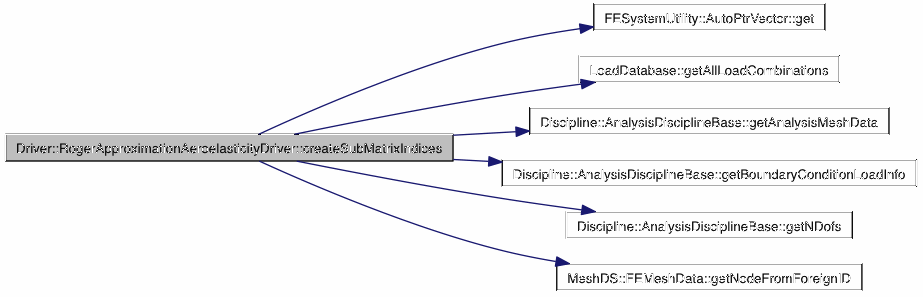 FESystemUtility::AutoPtrVector::get
LoadDatabase::getAllLoadCombinations
Discipline::AnalysisDisciplineBase::getAnalysisMeshData
Driver::RogerApproximationAeroelasticityDriver::createSubMatrixIndices
Discipline::AnalysisDisciplineBase::getBoundaryConditionLoadInfo
Discipline::AnalysisDisciplineBase::getNDofs
MeshDS::FEMeshData::getNodeFromForeignID